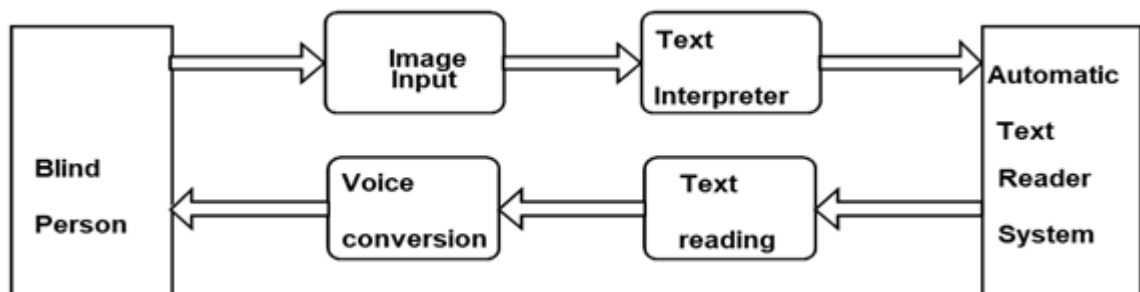 Blind
Person
Image
Input
Text
Interpreter
Automatic
Text
Reader
System
Text
reading
Voice
conversion